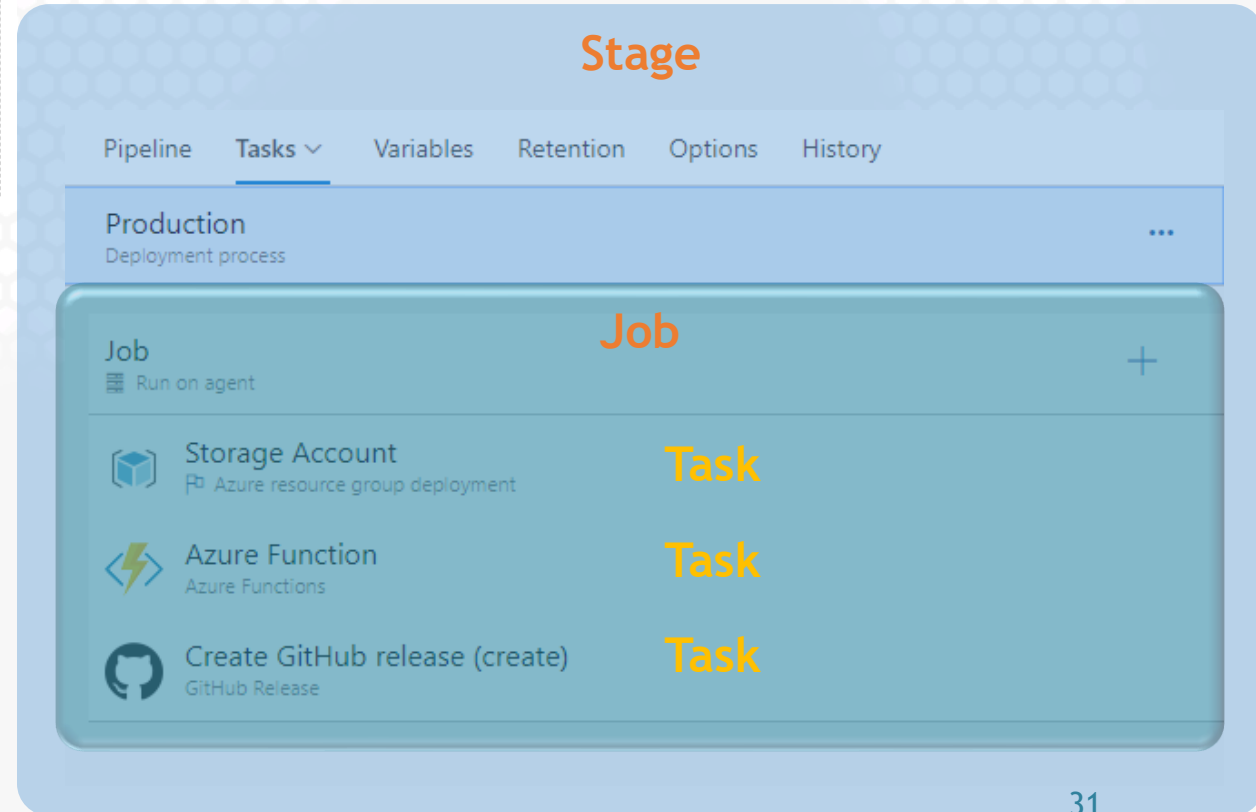 Stage
Pipeline Tasks Variables Retention Options History
Production
Deployment process
Job
Job
Run on agent
Storage Account
Azure resource group deployment
Task
Azure Function
Azure Functions
Task
Create GitHub release (create)
GitHub Release
Task
31